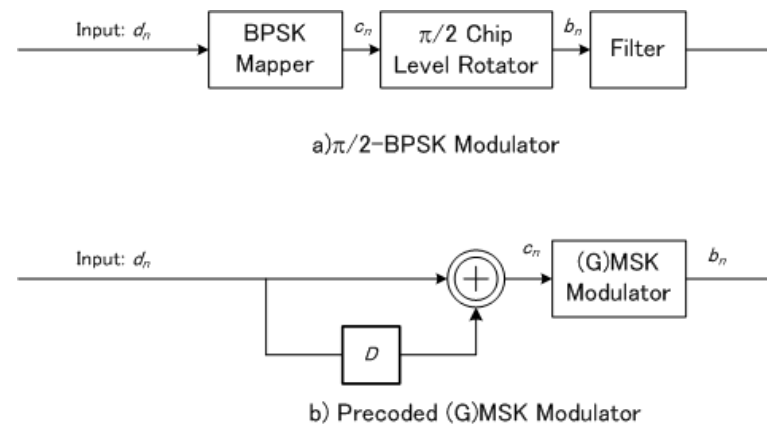 Input: dₙ
BPSK
Mapper
cₙ
π/2 Chip
Level Rotator
bₙ
Filter
a)π/2-BPSK Modulator
Input: dₙ
D
+
cₙ
(G)MSK
Modulator
bₙ
b) Precoded (G)MSK Modulator